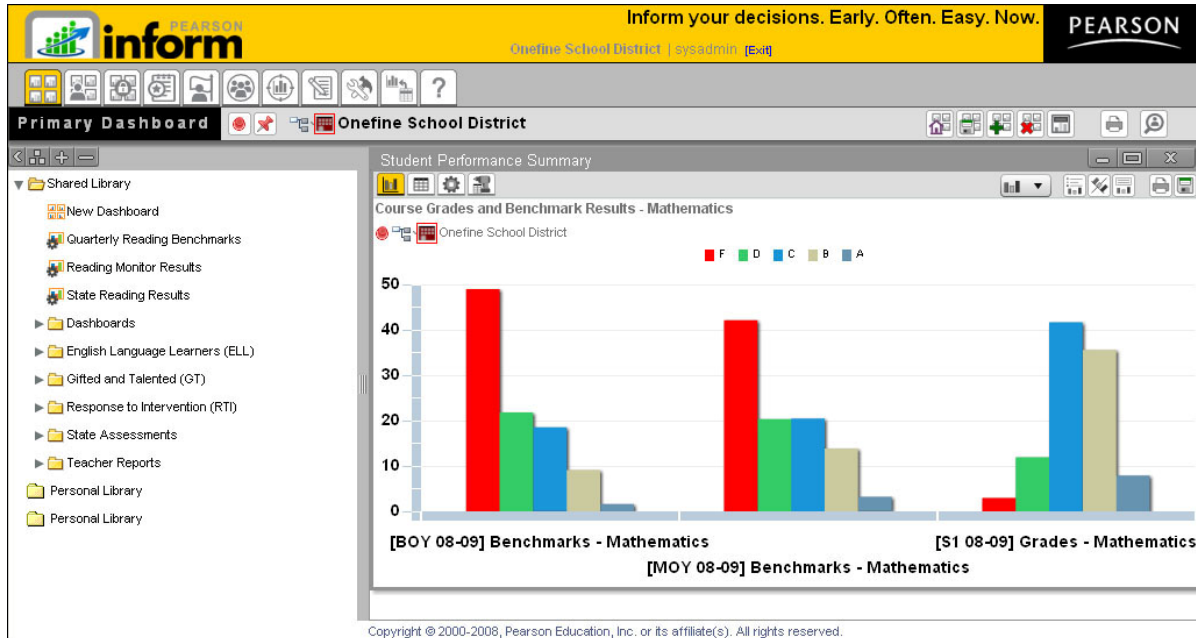 PEARSON
inform
Inform your decisions. Early. Often. Easy. Now.
Onefine School District | sysadmin [Exit]
PEARSON
?
Primary Dashboard
Onefine School District
Shared Library
New Dashboard
Quarterly Reading Benchmarks
Reading Monitor Results
State Reading Results
Dashboards
English Language Learners (ELL)
Gifted and Talented (GT)
Response to Intervention (RTI)
State Assessments
Teacher Reports
Personal Library
Personal Library
Student Performance Summary
Course Grades and Benchmark Results - Mathematics
Onefine School District
F D C B A
50
40
30
20
10
0
[BOY 08-09] Benchmarks - Mathematics
[MOY 08-09] Benchmarks - Mathematics
[S1 08-09] Grades - Mathematics
Copyright © 2000-2008, Pearson Education, Inc. or its affiliate(s). All rights reserved.